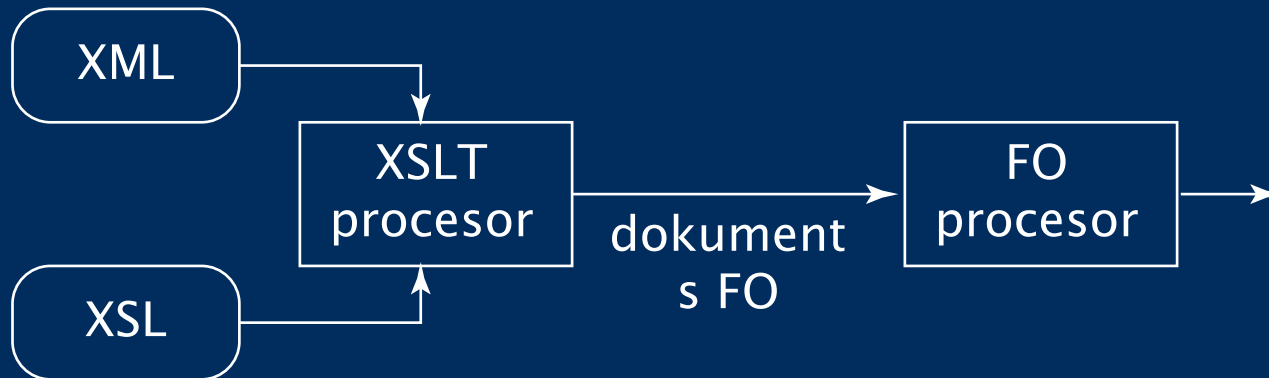 XML
XSLT
procesor
dokument
s FO
FO
procesor
XSL